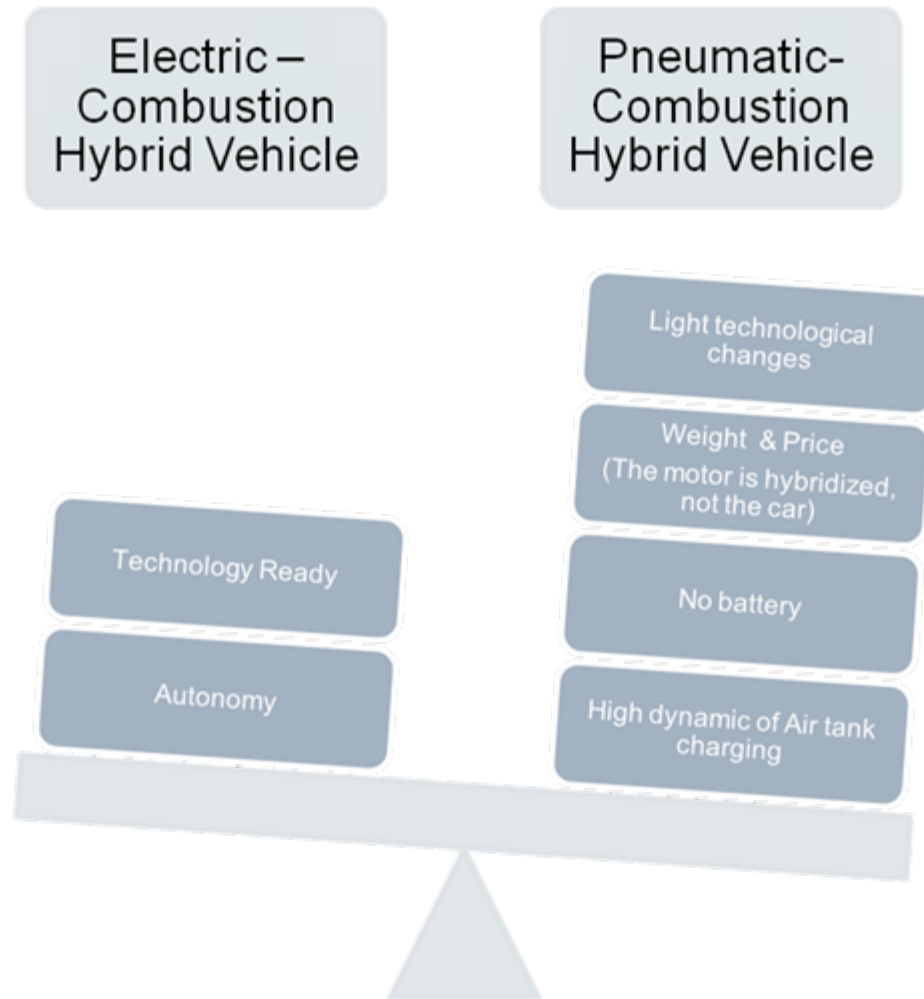 Electric –
Combustion
Hybrid Vehicle
Pneumatic-
Combustion
Hybrid Vehicle
Technology Ready
Autonomy
Light technological
changes
Weight & Price
(The motor is hybridized,
not the car)
No battery
High dynamic of Air tank
charging